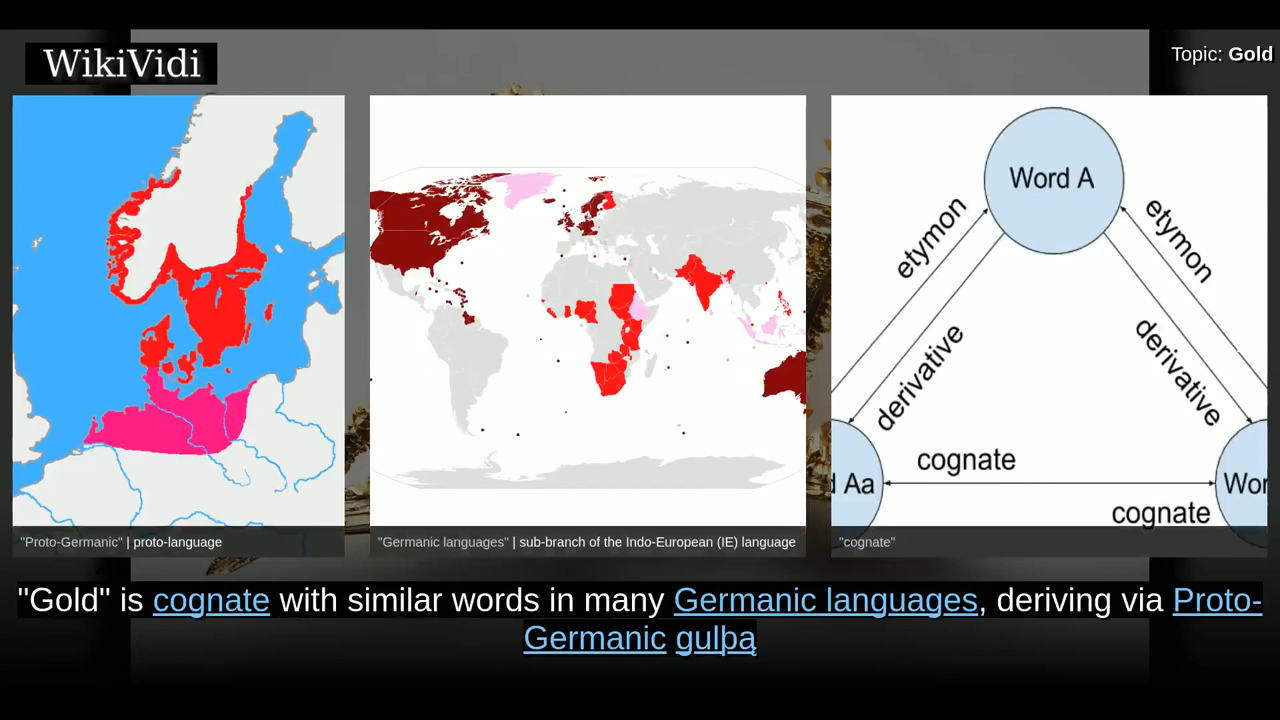 WikiVidi
Topic: Gold
Word A
etymon
etymon
derivative
derivative
cognate
d Aa
Wor
cognate
"Proto-Germanic" | proto-language
"Germanic languages" | sub-branch of the Indo-European (IE) language
"cognate"
"Gold" is cognate with similar words in many Germanic languages, deriving via Proto-
Germanic gulþą